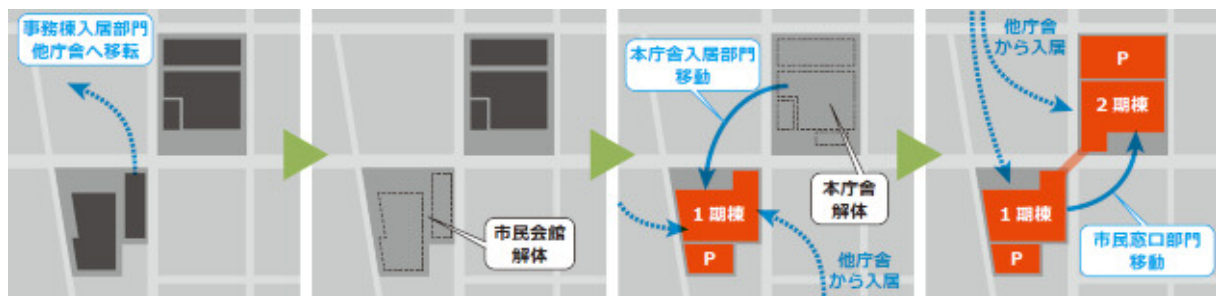 事務棟入居部門
他庁舎へ移転
市民会館
解体
本庁舎入居部門
移動
本庁舎
解体
1期棟
P
他庁舎
から入居
他庁舎
から入居
P
2期棟
1期棟
P
市民窓口部門
移動